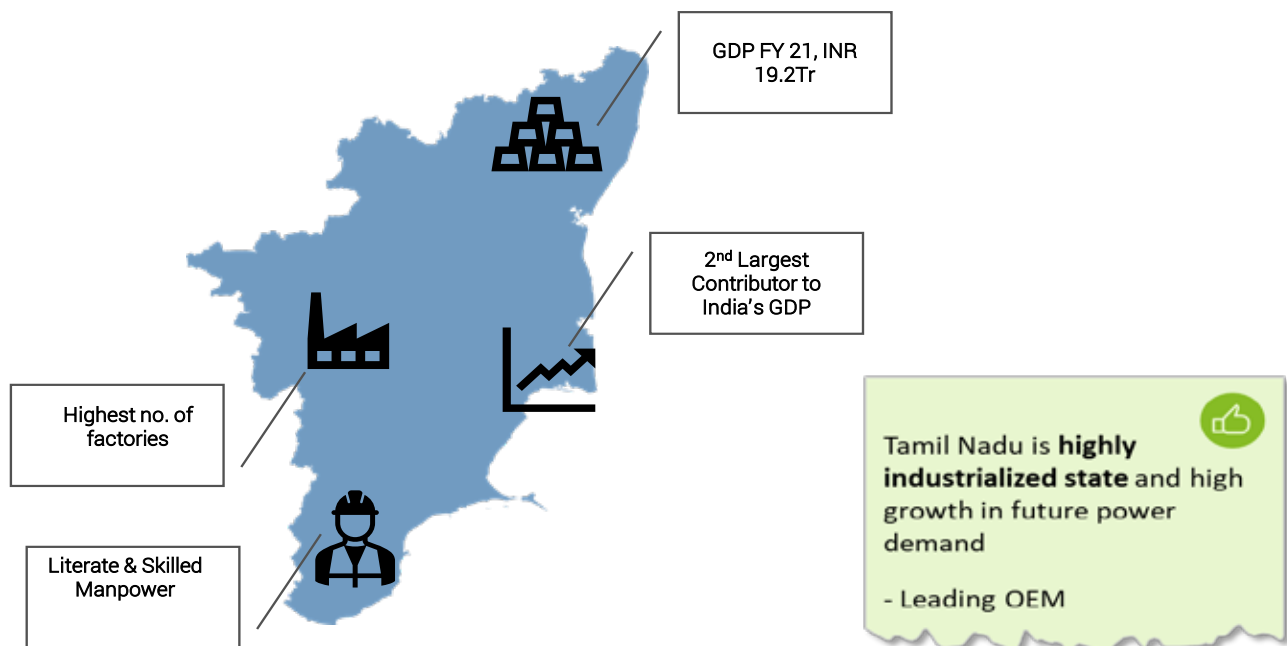 GDP FY 21, INR
19.2Tr
2nd Largest
Contributor to
India's GDP
Highest no. of
factories
Literate & Skilled
Manpower
Tamil Nadu is highly
industrialized state and high
growth in future power
demand
- Leading OEM